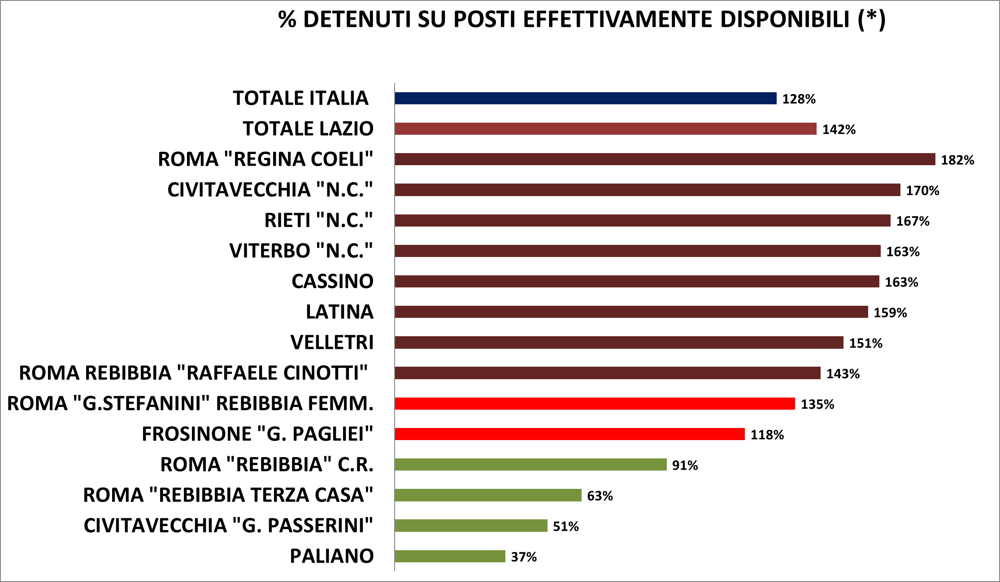 % DETENUTI SU POSTI EFFETTIVAMENTE DISPONIBILI (*)
TOTALE ITALIA 128%
TOTALE LAZIO 142%
ROMA "REGINA COELI" 182%
CIVITAVECCHIA "N.C." 170%
RIETI "N.C." 167%
VITERBO "N.C." 163%
CASSINO 163%
LATINA 159%
VELLETRI 151%
ROMA REBIBBIA "RAFFAELE CINOTTI" 143%
ROMA "G.STEFANINI" REBIBBIA FEMM. 135%
FROSINONE "G. PAGLIEI" 118%
ROMA "REBIBBIA" C.R. 91%
ROMA "REBIBBIA TERZA CASA" 63%
CIVITAVECCHIA "G. PASSERINI" 51%
PALIANO 37%